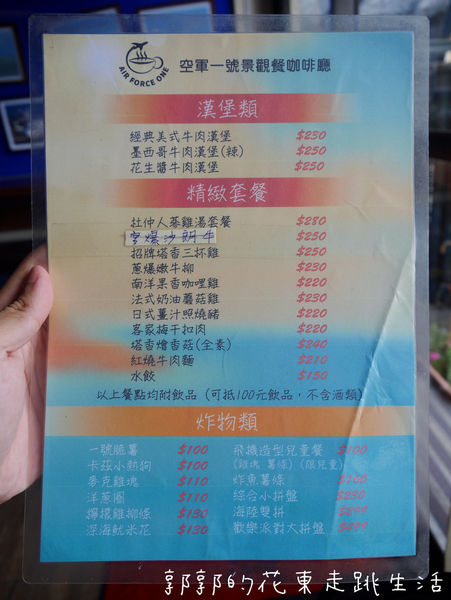 AIR FORCE ONE
空軍一號景觀餐咖啡廳
漢堡類
經典美式牛肉漢堡 $230
墨西哥牛肉漢堡(辣) $250
花生醬牛肉漢堡 $250
精緻套餐
杜仲人蔘雞湯套餐 $280
蔥爆沙朗牛 $250
招牌塔香三杯雞 $250
蔥爆嫩牛柳 $230
南洋果香咖哩雞 $220
法式奶油蘑菇雞 $230
日式薑汁照燒豬 $220
客家梅干扣肉 $220
塔香燴香菇(全素) $240
紅燒牛肉麵 $210
水餃 $150
以上餐點均附飲品 (可抵100元飲品，不含酒類)
炸物類
一號脆薯 $100
卡茲小熱狗 $100
麥克雞塊 $110
洋蔥圈 $110
檸檬雞柳條 $130
深海魷米花 $130
飛機造型兒童餐 $100
(雞塊 薯條) (限兒童)
炸魚薯條 $100
綜合小拼盤 $230
海陸雙拼
歡樂派對大拼盤
郭郭的花東走跳生活